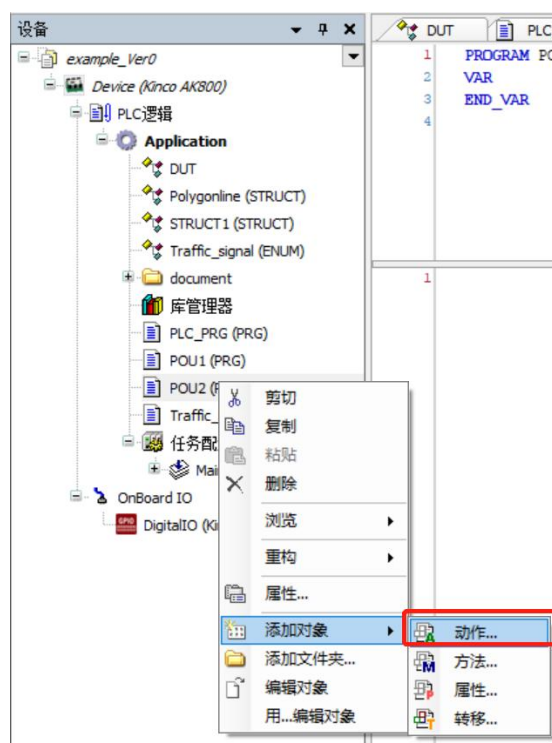 设备
DUT
PLC
example_Ver0
Device (Kinco AK800)
PLC逻辑
Application
DUT
Polygonline (STRUCT)
STRUCT1 (STRUCT)
Traffic_signal (ENUM)
document
库管理器
PLC_PRG (PRG)
POU1 (PRG)
POU2 (P
Traffic_
任务配
Mai
OnBoard IO
GPIO
DigitalIO (Ki
1 PROGRAM PO
2 VAR
3 END_VAR
4
1
剪切
复制
粘贴
删除
浏览
重构
属性...
添加对象
添加文件夹...
编辑对象
用...编辑对象
动作...
方法...
属性...
转移...